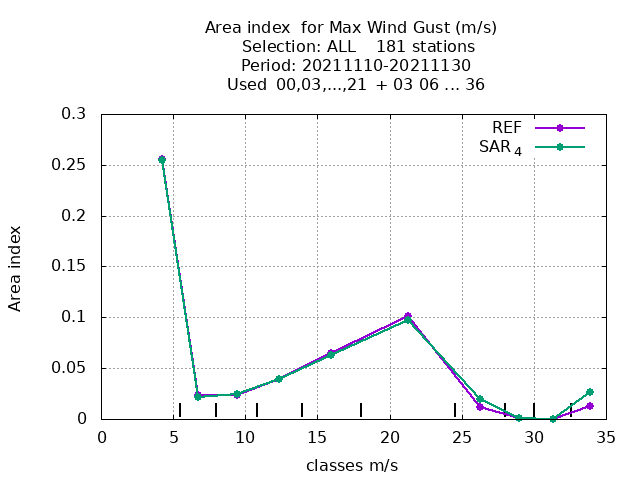 Area index  for Max Wind Gust (m/s)
Selection: ALL    181 stations
Period: 20211110-20211130
Used  00,03,...,21  + 03 06 ... 36
0.3
0.25
0.2
0.15
0.1
0.05
0
Area index
REF
SAR 4
0 5 10 15 20 25 30 35
classes m/s